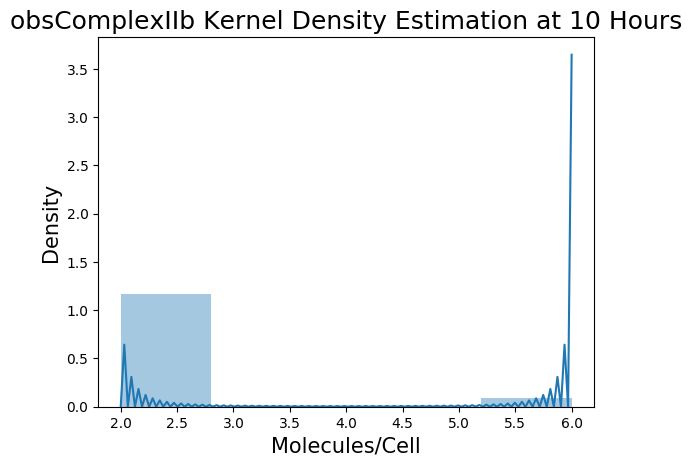 obsComplexIIb Kernel Density Estimation at 10 Hours
3.5
3.0
2.5
2.0
1.5
1.0
0.5
0.0
Density
2.0 2.5 3.0 3.5 4.0 4.5 5.0 5.5 6.0
Molecules/Cell